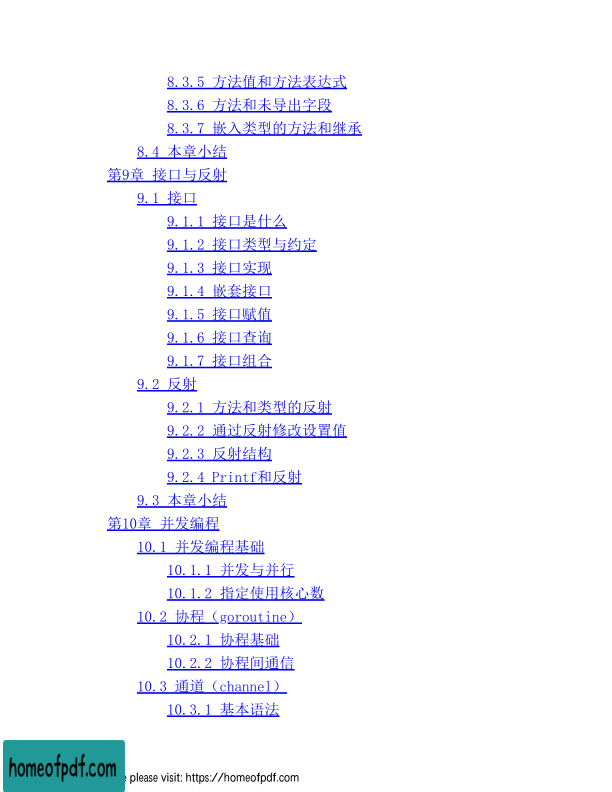 8.3.5 方法值和方法表达式
8.3.6 方法和未导出字段
8.3.7 嵌入类型的方法和继承
8.4 本章小结
第9章 接口与反射
9.1 接口
9.1.1 接口是什么
9.1.2 接口类型与约定
9.1.3 接口实现
9.1.4 嵌套接口
9.1.5 接口赋值
9.1.6 接口查询
9.1.7 接口组合
9.2 反射
9.2.1 方法和类型的反射
9.2.2 通过反射修改设置值
9.2.3 反射结构
9.2.4 Printf和反射
9.3 本章小结
第10章 并发编程
10.1 并发编程基础
10.1.1 并发与并行
10.1.2 指定使用核心数
10.2 协程（goroutine）
10.2.1 协程基础
10.2.2 协程间通信
10.3 通道（channel）
10.3.1 基本语法
homeofpdf.com
please visit: https://homeofpdf.com